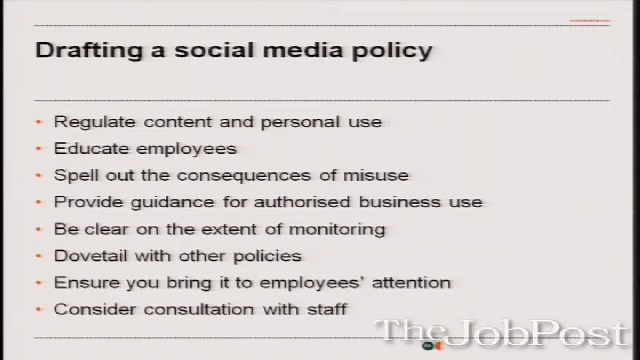 Drafting a social media policy
• Regulate content and personal use
• Educate employees
• Spell out the consequences of misuse
• Provide guidance for authorised business use
• Be clear on the extent of monitoring
• Dovetail with other policies
• Ensure you bring it to employees' attention
• Consider consultation with staff
TheJobPost